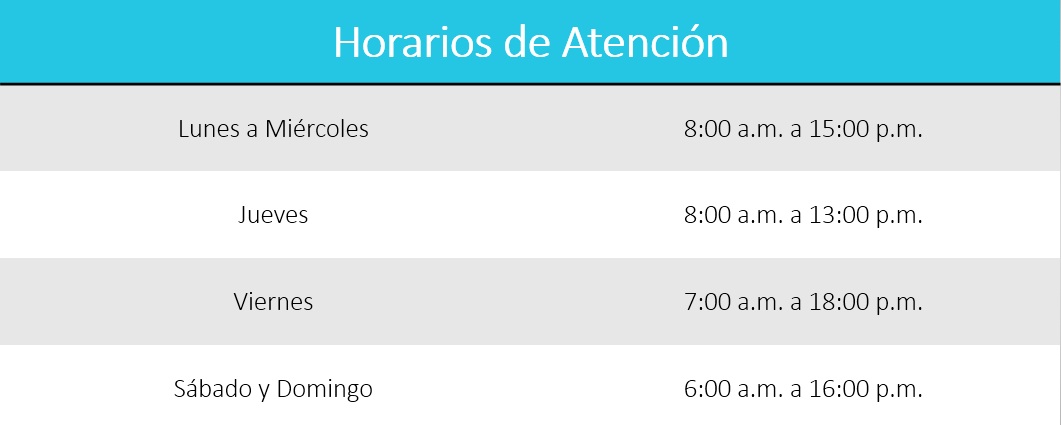 Horarios de Atención
Lunes a Miércoles 8:00 a.m. a 15:00 p.m.
Jueves 8:00 a.m. a 13:00 p.m.
Viernes 7:00 a.m. a 18:00 p.m.
Sábado y Domingo 6:00 a.m. a 16:00 p.m.